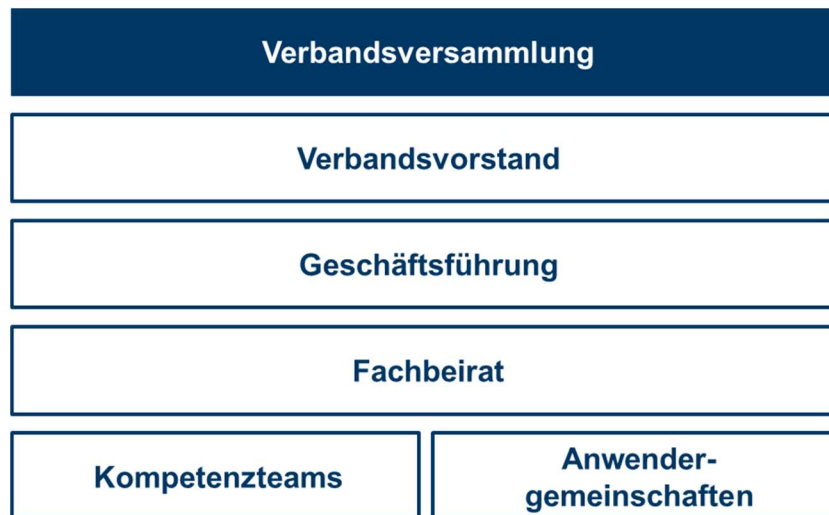 Verbandsversammlung
Verbandsvorstand
Geschäftsführung
Fachbeirat
Kompetenzteams
Anwender-
gemeinschaften